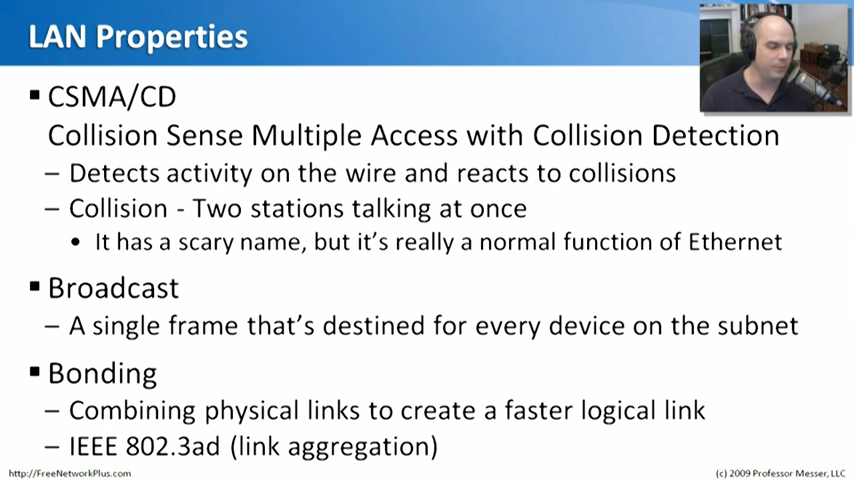 LAN Properties
▪ CSMA/CD
Collision Sense Multiple Access with Collision Detection
– Detects activity on the wire and reacts to collisions
– Collision - Two stations talking at once
• It has a scary name, but it's really a normal function of Ethernet
▪ Broadcast
– A single frame that's destined for every device on the subnet
▪ Bonding
– Combining physical links to create a faster logical link
– IEEE 802.3ad (link aggregation)
http://FreeNetworkPlus.com
(c) 2009 Professor Messer, LLC